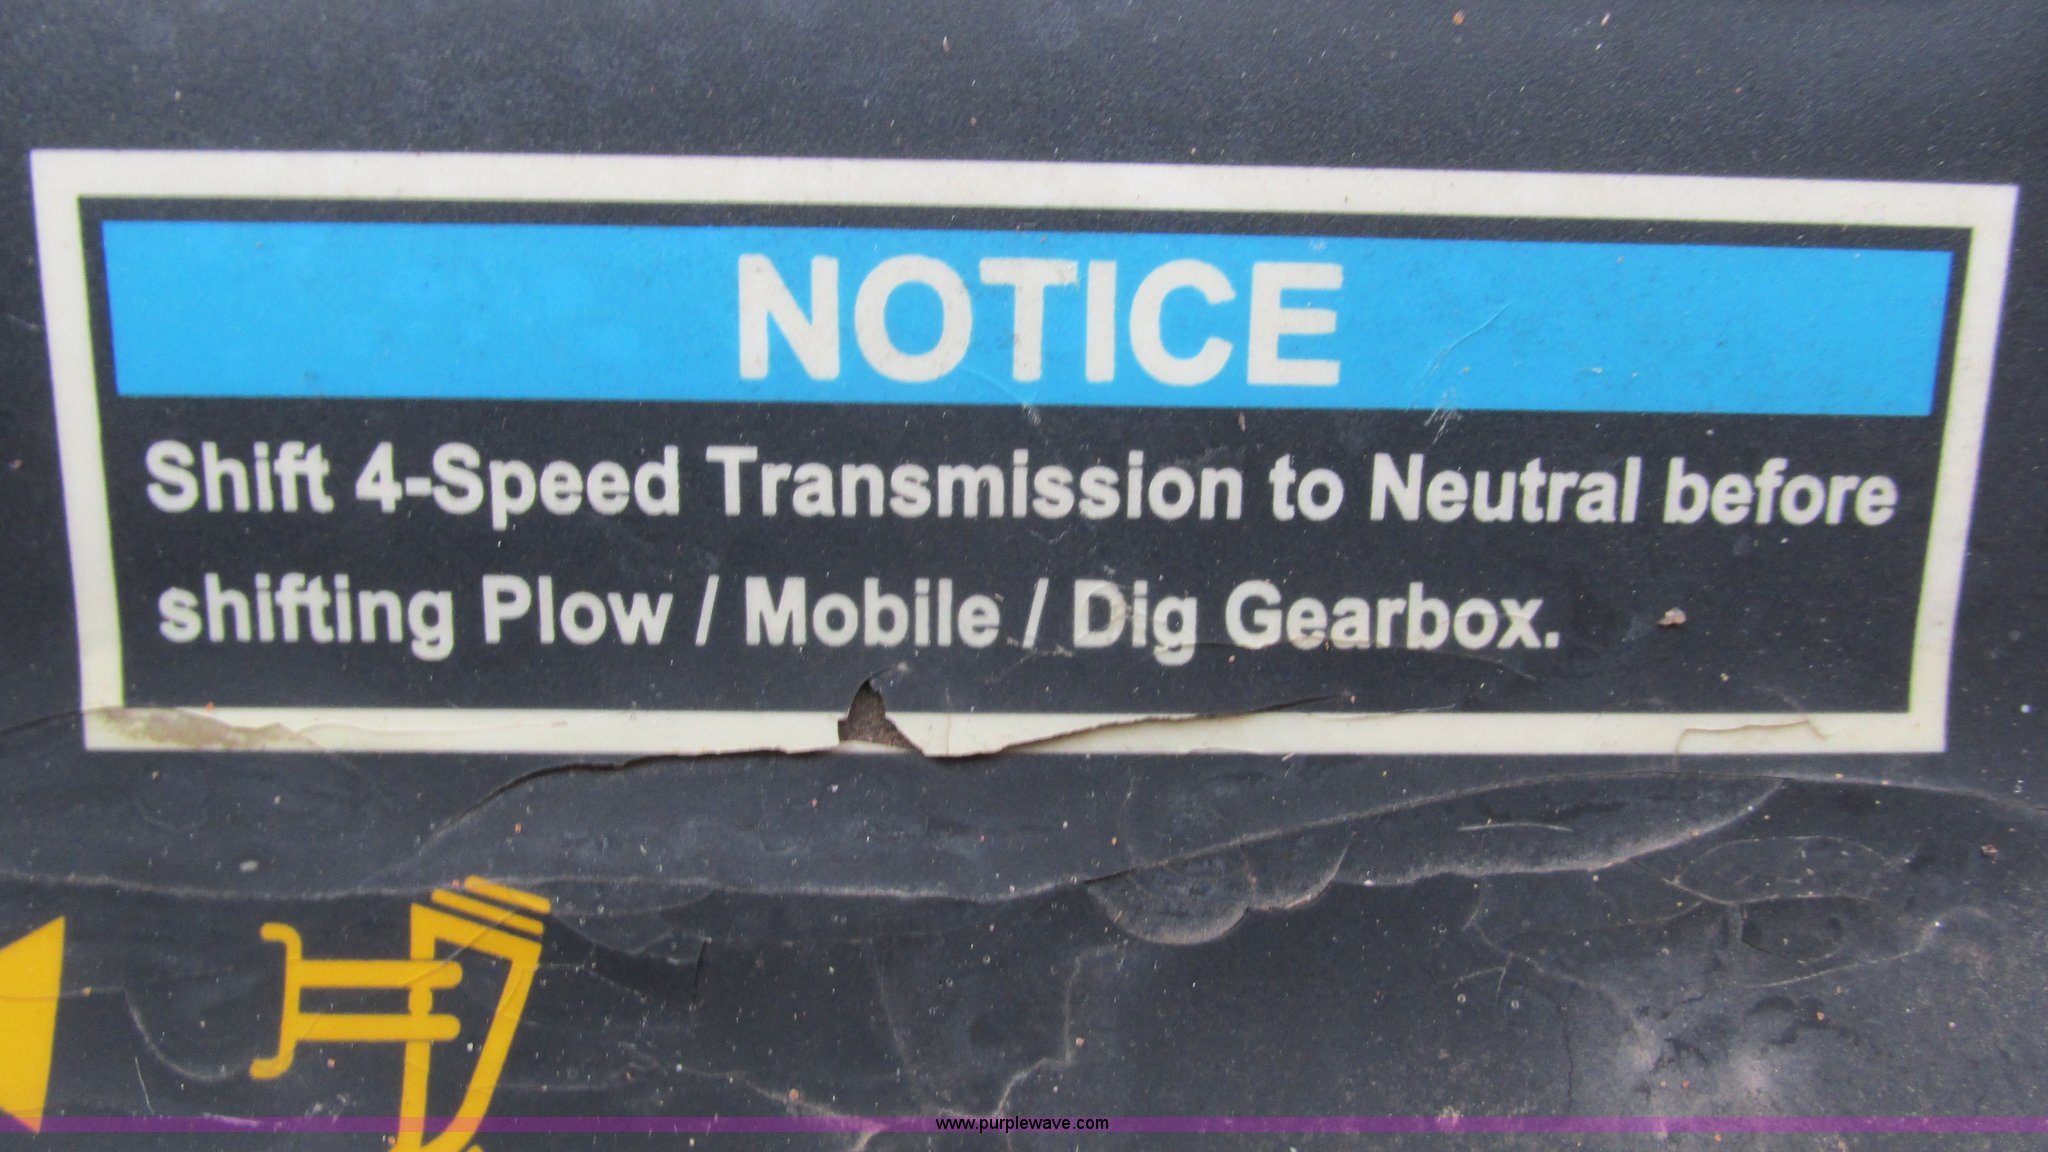 NOTICE
Shift 4-Speed Transmission to Neutral before
shifting Plow / Mobile / Dig Gearbox.
www.purplewave.com